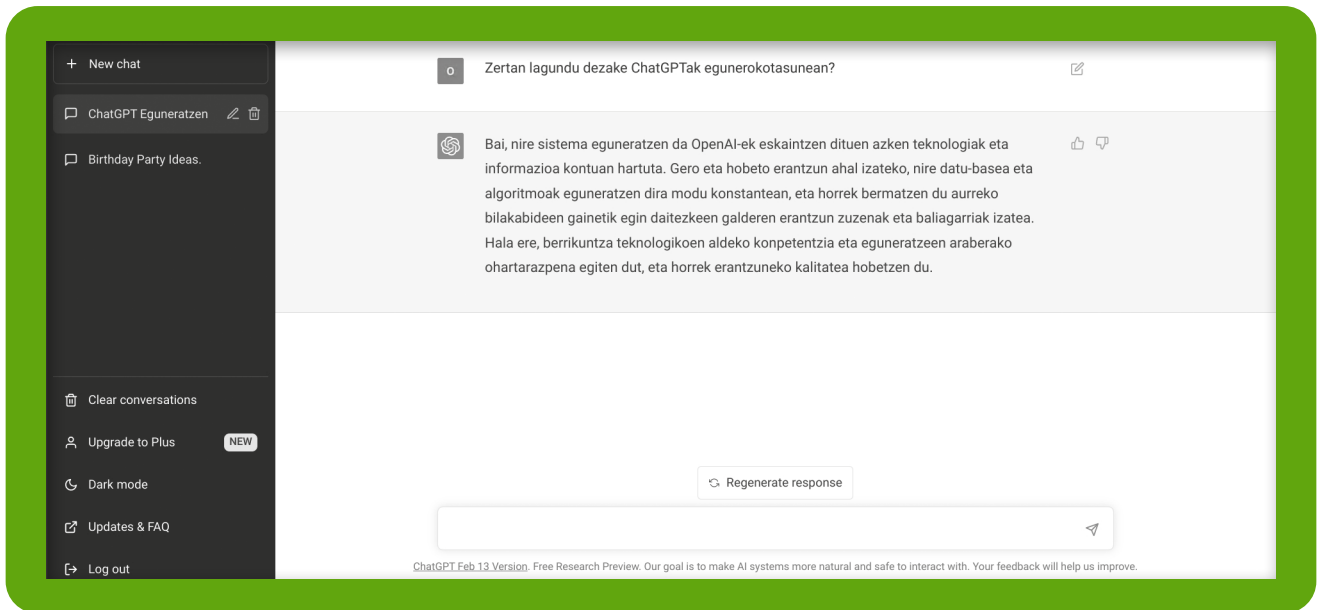 New chat
ChatGPT Eguneratzen
Birthday Party Ideas.
Clear conversations
Upgrade to Plus NEW
Dark mode
Updates & FAQ
Log out
O Zertan lagundu dezake ChatGPTak egunerokotasunean?
Bai, nire sistema eguneratzen da OpenAI-ek eskaintzen dituen azken teknologiak eta
informazioa kontuan hartuta. Gero eta hobeto erantzun ahal izateko, nire datu-basea eta
algoritmoak eguneratzen dira modu konstantean, eta horrek bermatzen du aurreko
bilakabideen gainetik egin daitezkeen galderen erantzun zuzenak eta baliagarriak izatea.
Hala ere, berrikuntza teknologikoen aldeko konpetentzia eta eguneratzeen araberako
ohartarazpena egiten dut, eta horrek erantzuneko kalitatea hobetzen du.
Regenerate response
ChatGPT Feb 13 Version. Free Research Preview. Our goal is to make AI systems more natural and safe to interact with. Your feedback will help us improve.